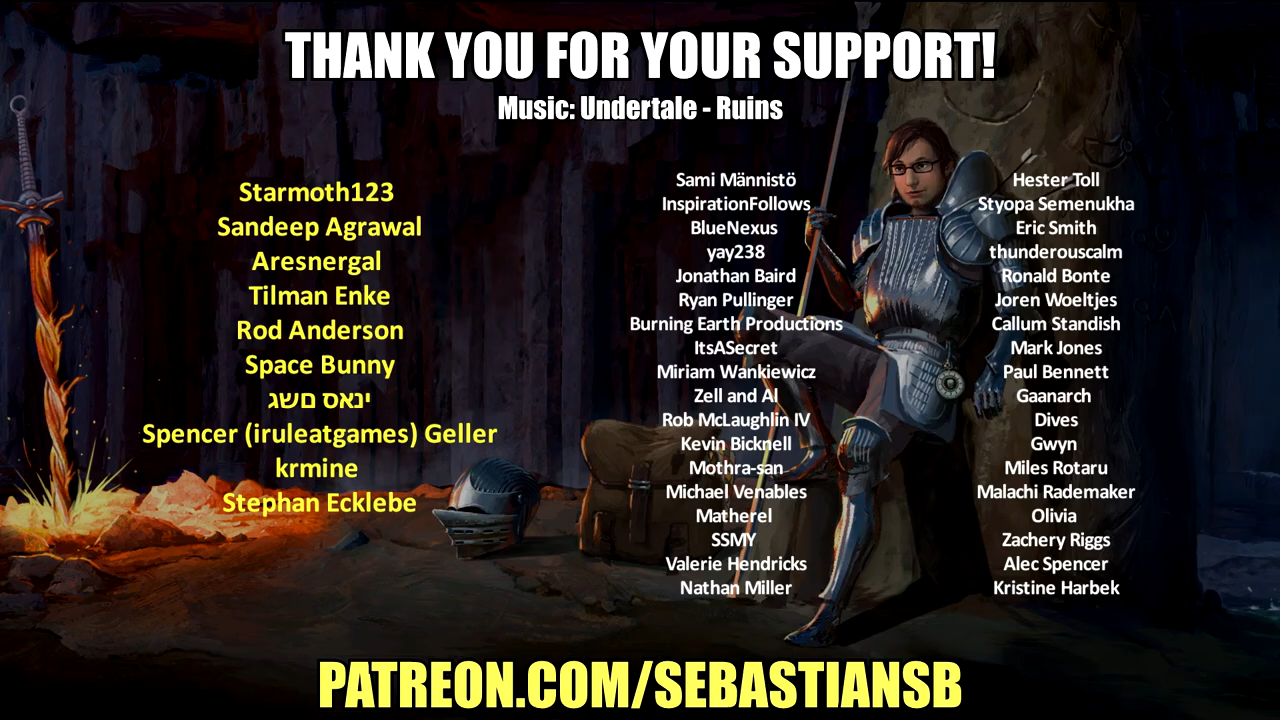 THANK YOU FOR YOUR SUPPORT!
Music: Undertale - Ruins
Starmoth123
Sandeep Agrawal
Aresnergal
Tilman Enke
Rod Anderson
Space Bunny
ינאס םשג
Spencer (iruleatgames) Geller
krmine
Stephan Ecklebe
Sami Männistö
InspirationFollows
BlueNexus
yay238
Jonathan Baird
Ryan Pullinger
Burning Earth Productions
ItsASecret
Miriam Wankiewicz
Zell and Al
Rob McLaughlin IV
Kevin Bicknell
Mothra-san
Michael Venables
Matherel
SSMY
Valerie Hendricks
Nathan Miller
Hester Toll
Styopa Semenukha
Eric Smith
thunderouscalm
Ronald Bonte
Joren Woeltjes
Callum Standish
Mark Jones
Paul Bennett
Gaanarch
Dives
Gwyn
Miles Rotaru
Malachi Rademaker
Olivia
Zachery Riggs
Alec Spencer
Kristine Harbek
PATREON.COM/SEBASTIANSB